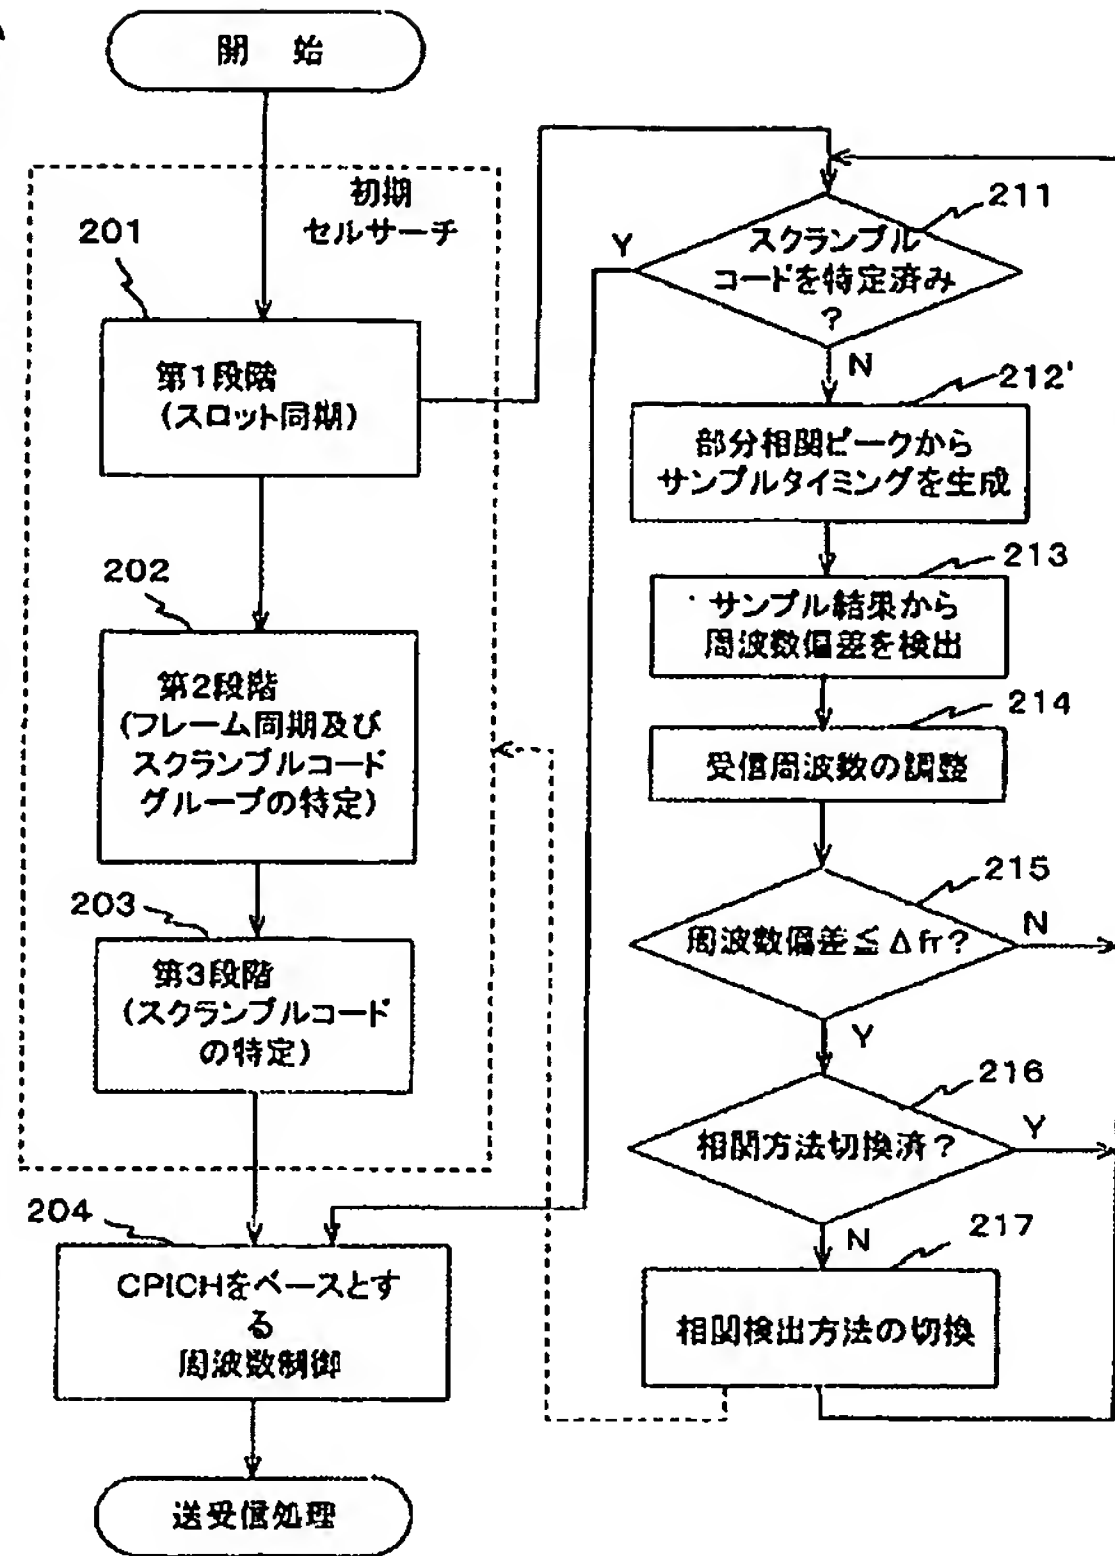 開 始
初期
セルサーチ
201
第1段階
(スロット同期)
202
第2段階
(フレーム同期及び
スクランブルコード
グループの特定)
203
第3段階
(スクランブルコード
の特定)
204
CPICHをベースとす
る
周波数制御
送受信処理
211
スクランブル
コードを特定済み
?
Y
N
212'
部分相関ピークから
サンプルタイミングを生成
213
サンプル結果から
周波数偏差を検出
214
受信周波数の調整
215
周波数偏差≦Δfr?
N
Y
216
相関方法切換済?
Y
N
217
相関検出方法の切換